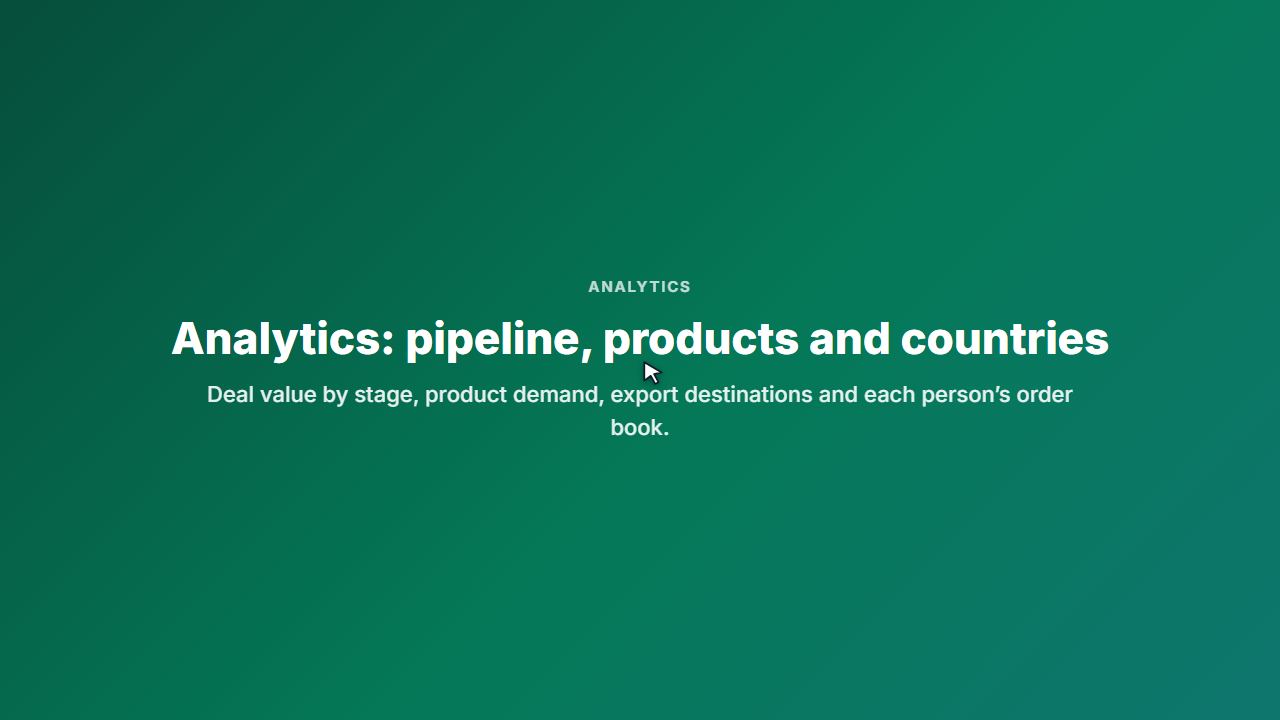 ANALYTICS
Analytics: pipeline, products and countries
Deal value by stage, product demand, export destinations and each person’s order
book.